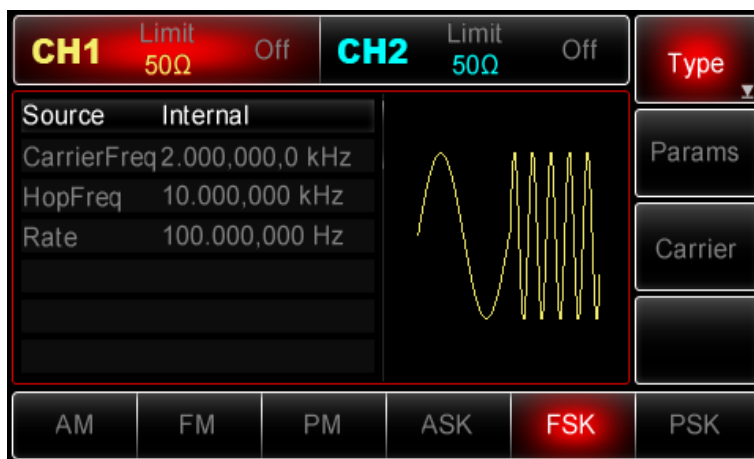 CH1 Limit 50Ω Off CH2 Limit 50Ω Off
Type
Source Internal
CarrierFreq 2.000,000,0 kHz
Params
HopFreq 10.000,000 kHz
Rate 100.000,000 Hz
Carrier
AM FM PM ASK FSK PSK